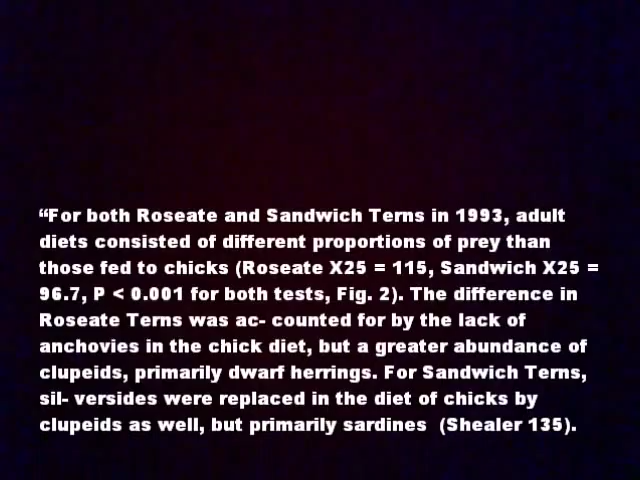 “For both Roseate and Sandwich Terns in 1993, adult
diets consisted of different proportions of prey than
those fed to chicks (Roseate X25 = 115, Sandwich X25 =
96.7, P < 0.001 for both tests, Fig. 2). The difference in
Roseate Terns was ac- counted for by the lack of
anchovies in the chick diet, but a greater abundance of
clupeids, primarily dwarf herrings. For Sandwich Terns,
sil- versides were replaced in the diet of chicks by
clupeids as well, but primarily sardines  (Shealer 135).